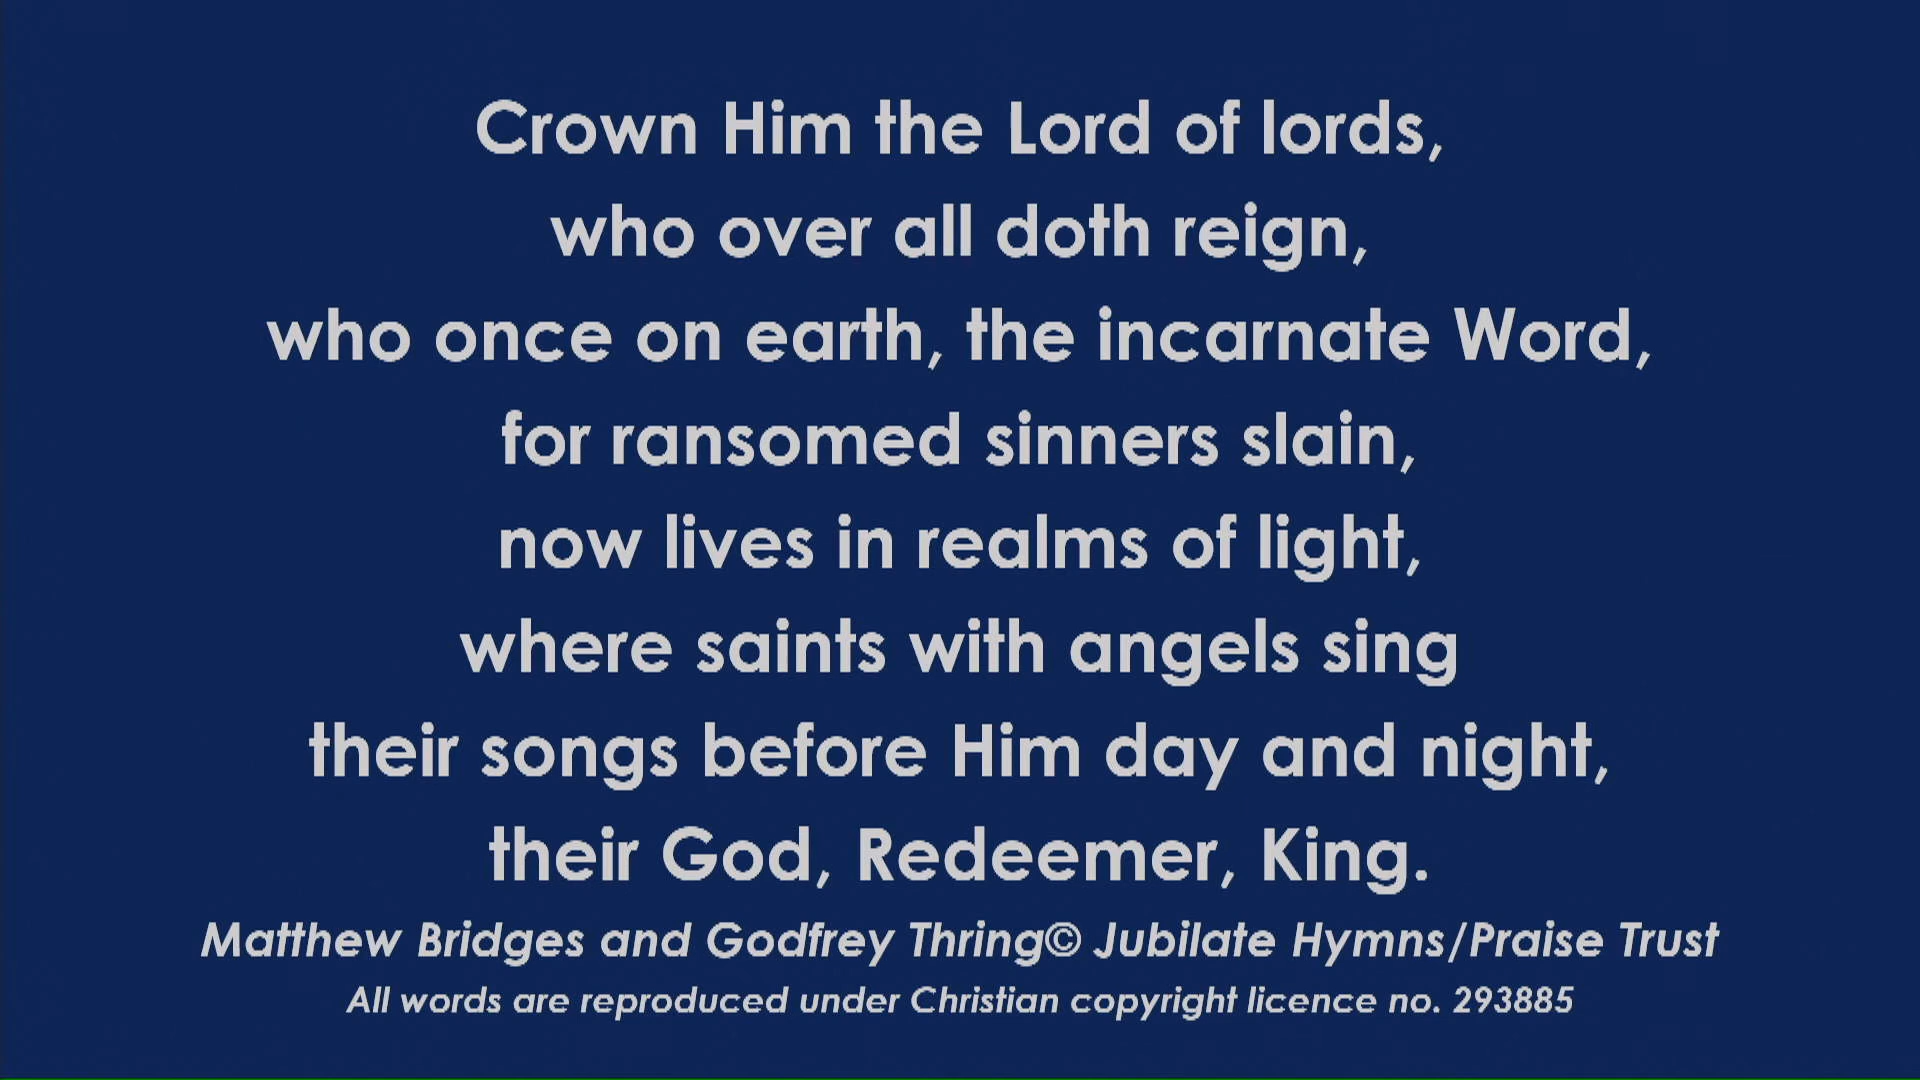 Crown Him the Lord of lords,
who over all doth reign,
who once on earth, the incarnate Word,
for ransomed sinners slain,
now lives in realms of light,
where saints with angels sing
their songs before Him day and night,
their God, Redeemer, King.
Matthew Bridges and Godfrey Thring© Jubilate Hymns/Praise Trust
All words are reproduced under Christian copyright licence no. 293885